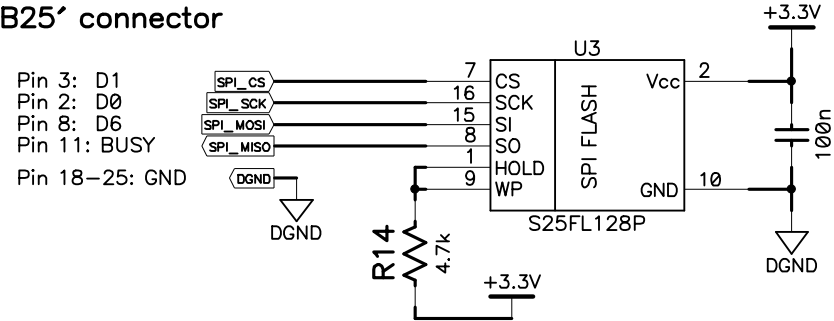 B25′ connector
+3.3V
U3
Pin 3: D1
SPI_CS
7
CS
Vcc
2
Pin 2: D0
SPI_SCK
16
SCK
Pin 8: D6
SPI_MOSI
15
SI
SPI FLASH
100n
Pin 11: BUSY
SPI_MISO
8
SO
1
HOLD
Pin 18-25: GND
DGND
9
WP
GND
10
S25FL128P
DGND
R14
4.7k
DGND
+3.3V